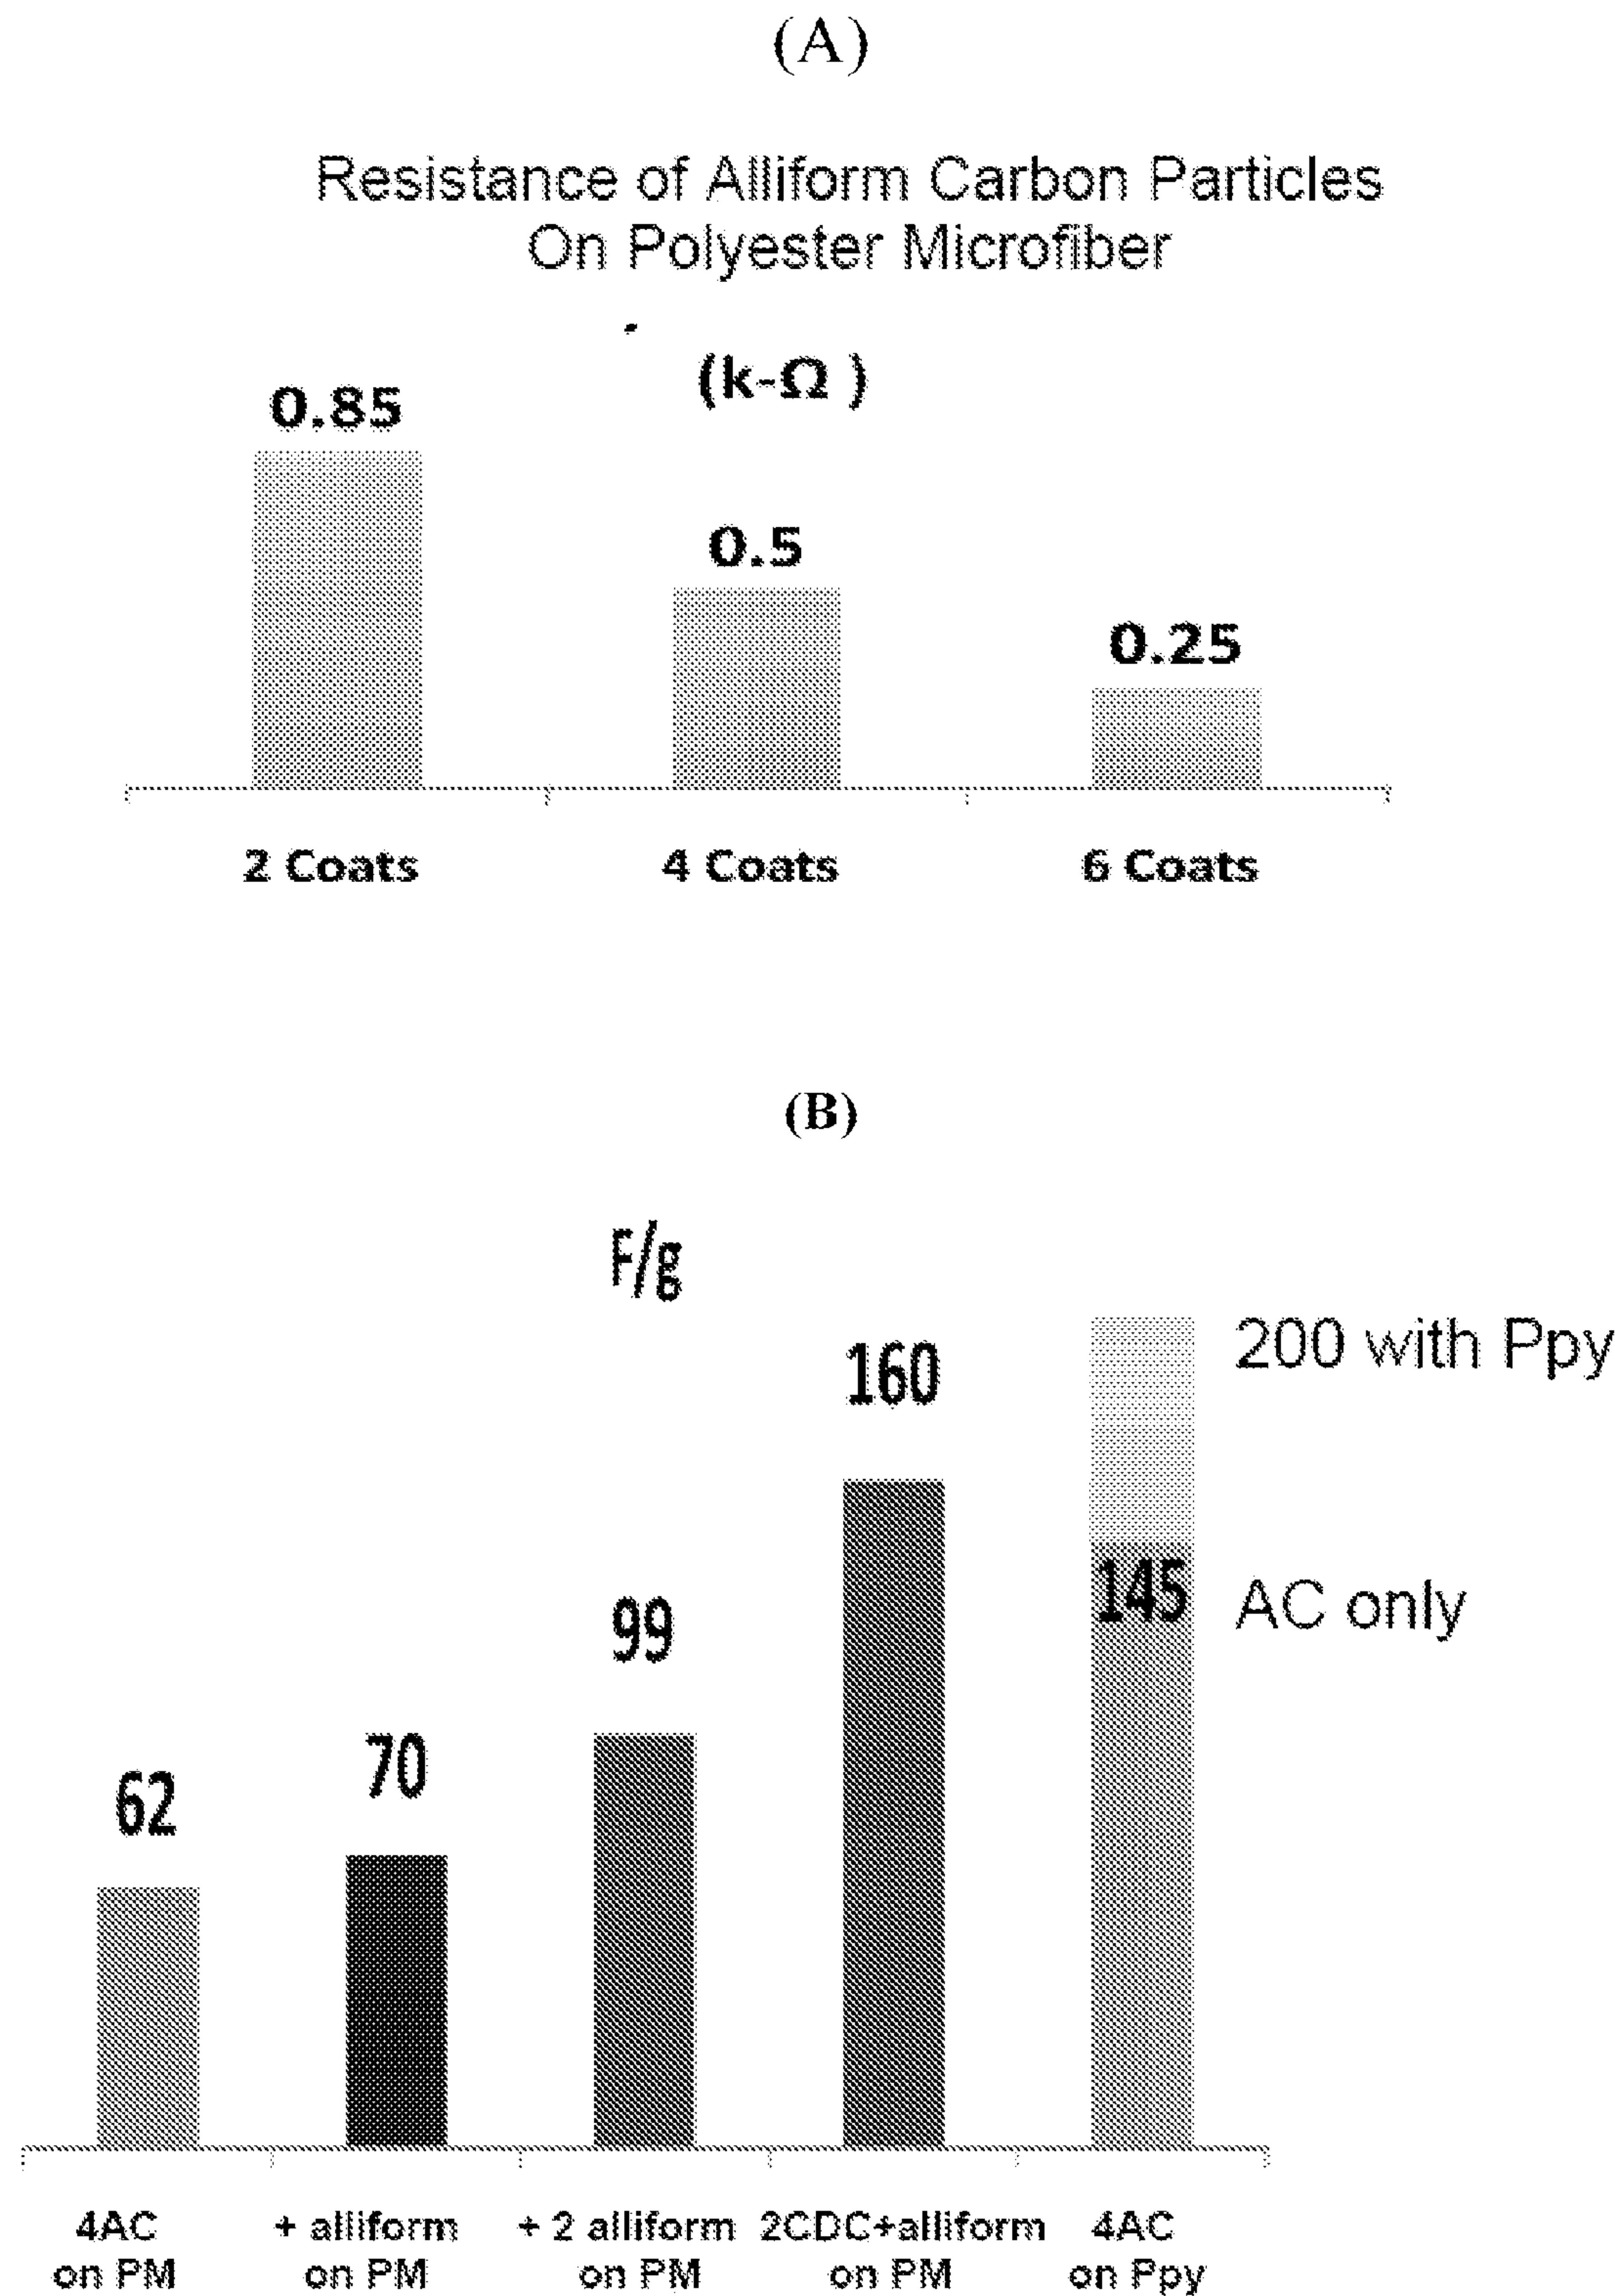 (A)
Resistance of Alliform Carbon Particles
On Polyester Microfiber
(k-Ω )
0.85
0.5
0.25
2 Coats
4 Coats
6 Coats
(B)
F/g
200 with Ppy
160
145
AC only
99
70
62
4AC
on PM
+ alliform
on PM
+ 2 alliform
on PM
2CDC+alliform
on PM
4AC
on Ppy